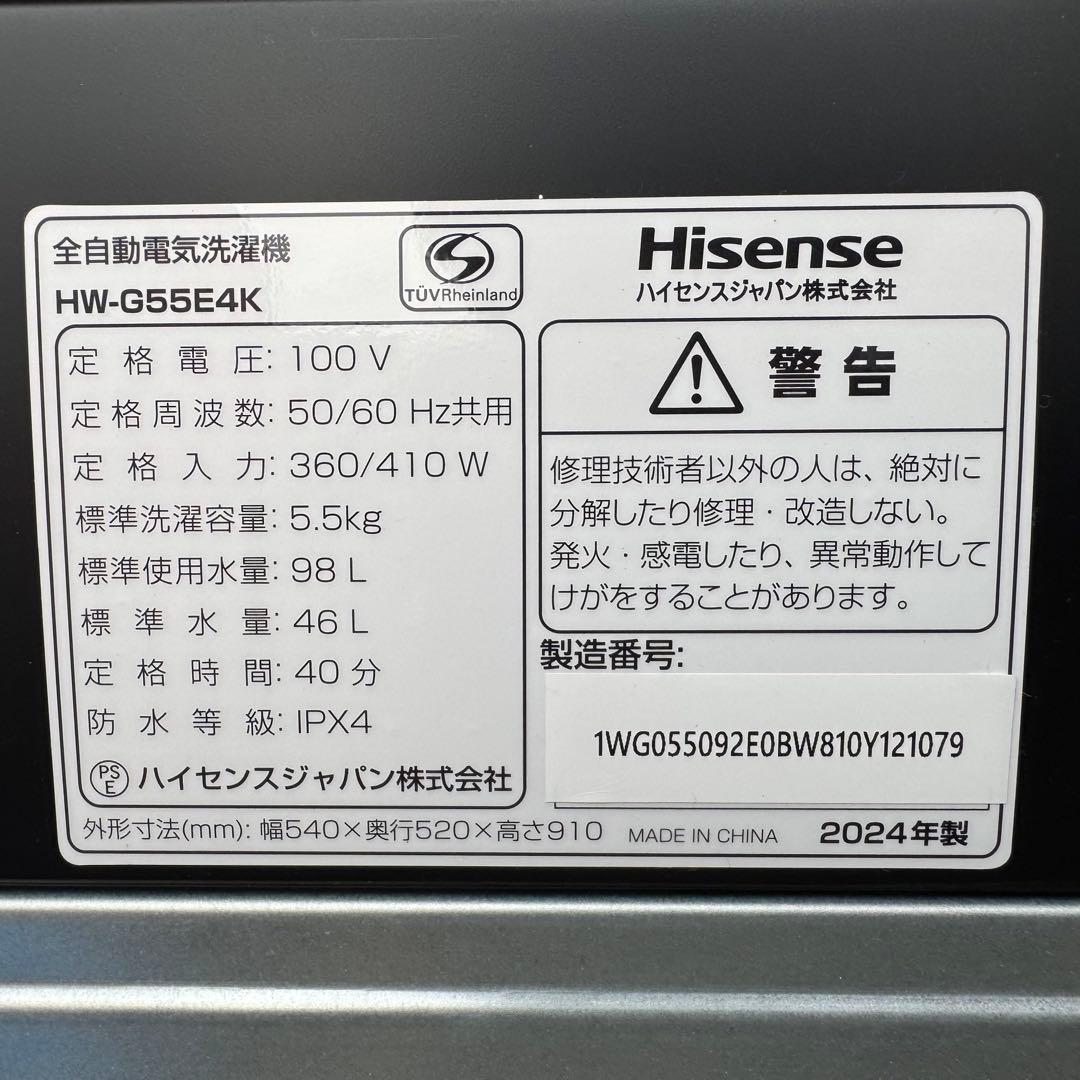 全自動電気洗濯機
HW-G55E4K
TÜVRheinland
Hisense
ハイセンスジャパン株式会社
定格電圧: 100 V
定格周波数: 50/60 Hz共用
定格入力: 360/410 W
標準洗濯容量: 5.5kg
標準使用水量: 98 L
標準水量: 46 L
定格時間: 40 分
防水等級: IPX4
PSE ハイセンスジャパン株式会社
警告
修理技術者以外の人は、絶対に
分解したり修理・改造しない。
発火・感電したり、異常動作して
けがをすることがあります。
製造番号:
1WG055092E0BW810Y121079
外形寸法(mm): 幅540×奥行520×高さ910 MADE IN CHINA 2024年製